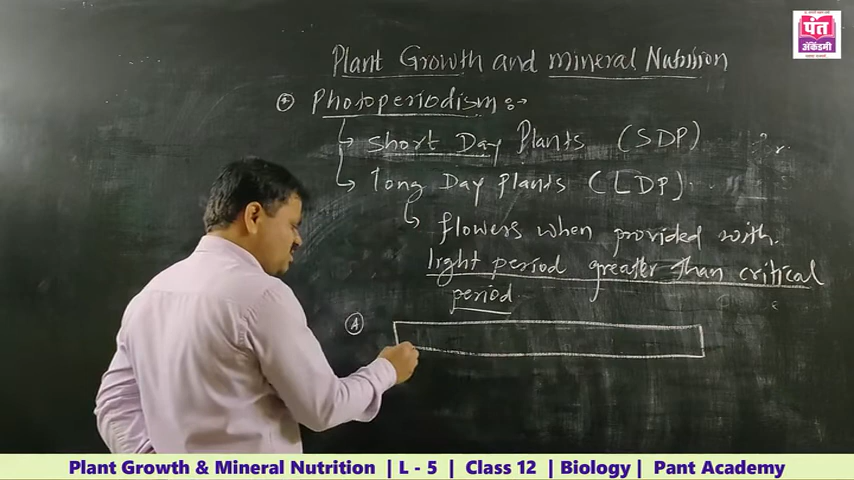 पंत
अॅकॅडमी
Plant Growth and mineral Nutrition
Photoperiodism :-
Short Day Plants (SDP)
long Day plants (LDP)
flowers when provided with
light period greater than critical
period
A
Plant Growth & Mineral Nutrition | L - 5 | Class 12 | Biology | Pant Academy